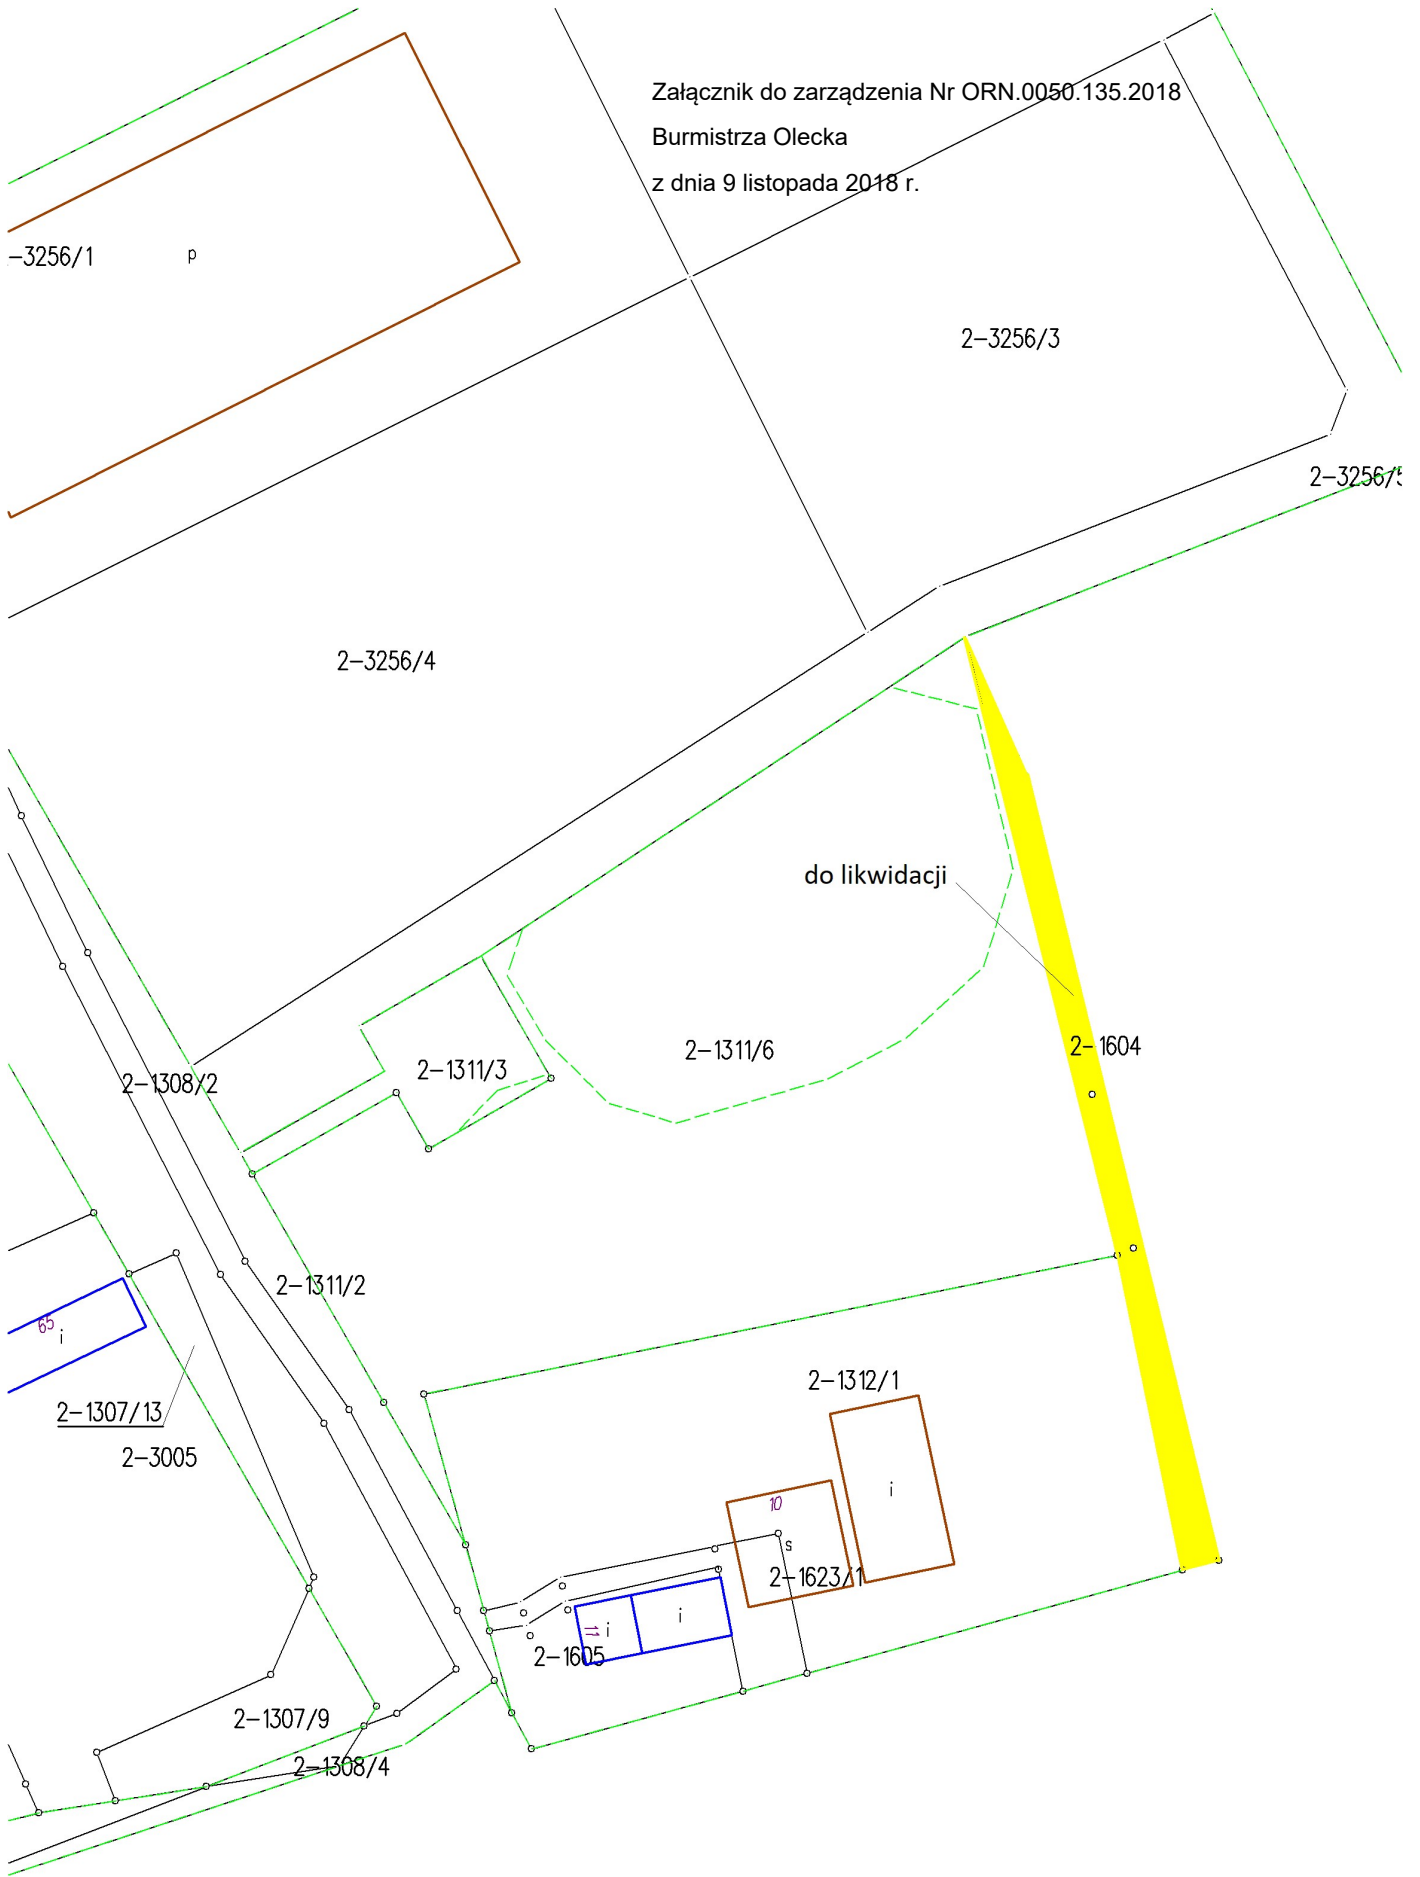 Załącznik do zarządzenia Nr ORN.0050.135.2018
Burmistrza Olecka
z dnia 9 listopada 2018 r.
-3256/1
p
2-3256/3
2-3256/5
2-3256/4
do likwidacji
2-1604
2-1311/6
2-1311/3
2-1308/2
2-1311/2
65
i
2-1307/13
2-3005
2-1312/1
i
10
s
2-1623/1
i
11
i
2-1605
2-1307/9
2-1308/4